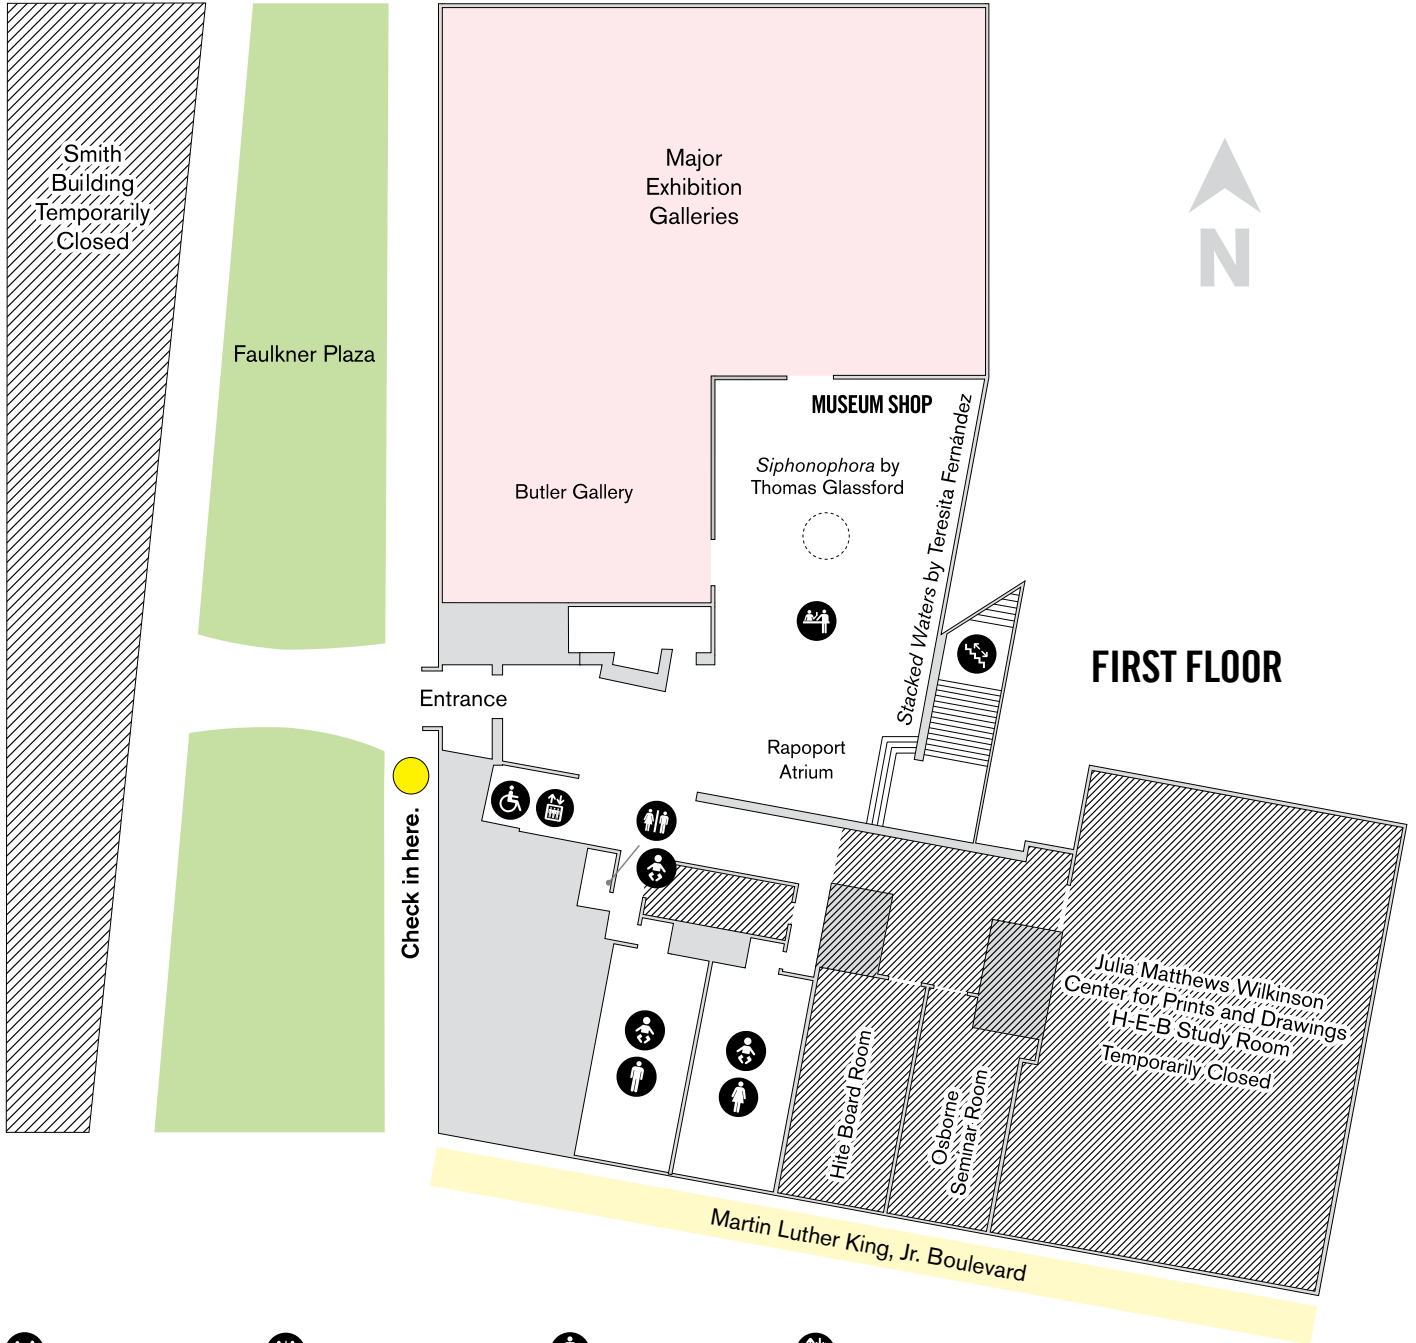 Smith
Building
Temporarily
Closed
Faulkner Plaza
Major
Exhibition
Galleries
N
MUSEUM SHOP
Siphonophora by
Thomas Glassford
Stacked Waters by Teresita Fernández
Butler Gallery
FIRST FLOOR
Entrance
Rapoport
Atrium
Check in here.
Julia Matthews Wilkinson
Center for Prints and Drawings
H-E-B Study Room
Temporarily Closed
Hite Board Room
Osborne
Seminar Room
Martin Luther King, Jr. Boulevard